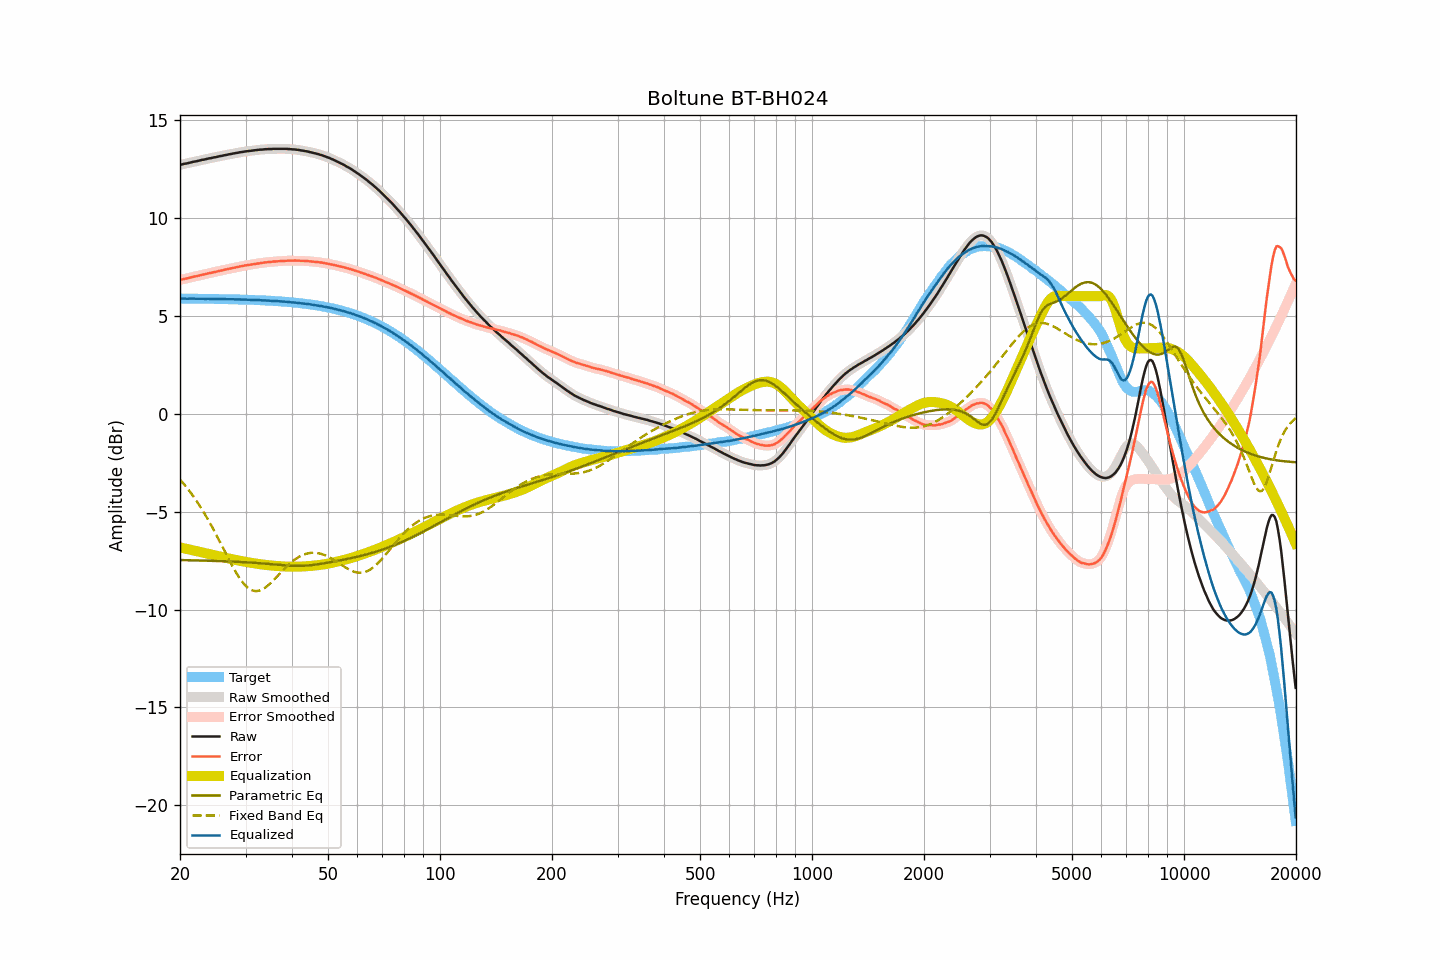 Boltune BT-BH024
15
10
5
0
−5
−10
−15
−20
Amplitude (dBr)
Target
Raw Smoothed
Error Smoothed
Raw
Error
Equalization
Parametric Eq
Fixed Band Eq
Equalized
20 50 100 200 500 1000 2000 5000 10000 20000
Frequency (Hz)